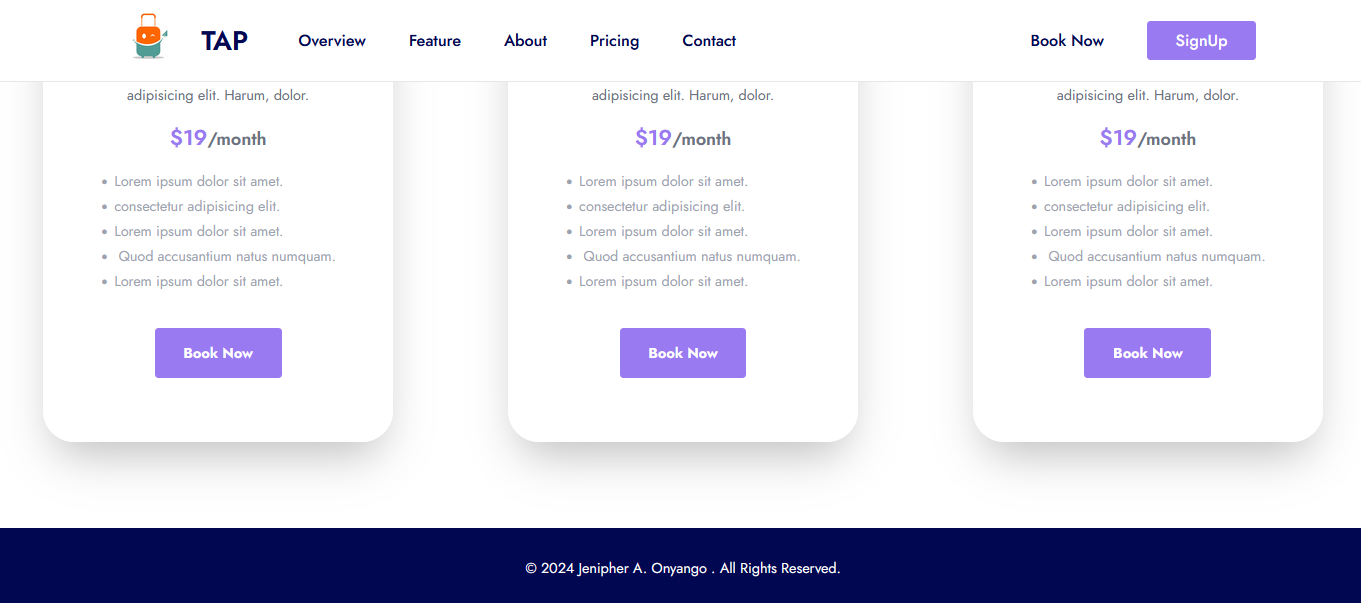 TAP Overview Feature About Pricing Contact Book Now SignUp
adipisicing elit. Harum, dolor.
$19/month
• Lorem ipsum dolor sit amet.
• consectetur adipisicing elit.
• Lorem ipsum dolor sit amet.
• Quod accusantium natus numquam.
• Lorem ipsum dolor sit amet.
Book Now
adipisicing elit. Harum, dolor.
$19/month
• Lorem ipsum dolor sit amet.
• consectetur adipisicing elit.
• Lorem ipsum dolor sit amet.
• Quod accusantium natus numquam.
• Lorem ipsum dolor sit amet.
Book Now
adipisicing elit. Harum, dolor.
$19/month
• Lorem ipsum dolor sit amet.
• consectetur adipisicing elit.
• Lorem ipsum dolor sit amet.
• Quod accusantium natus numquam.
• Lorem ipsum dolor sit amet.
Book Now
© 2024 Jenipher A. Onyango . All Rights Reserved.